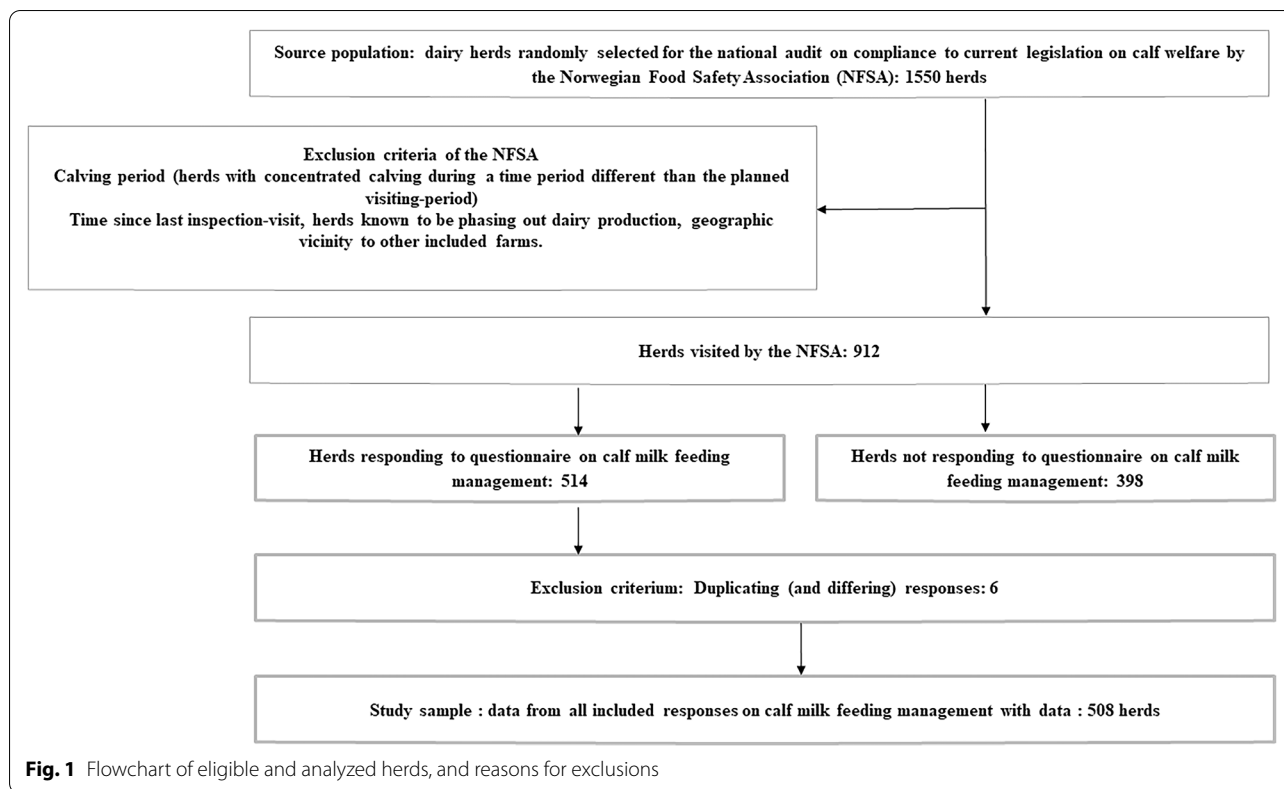 Source population: dairy herds randomly selected for the national audit on compliance to current legislation on calf welfare by
the Norwegian Food Safety Association (NFSA): 1550 herds
Exclusion criteria of the NFSA
Calving period (herds with concentrated calving during a time period different than the planned
visiting-period)
Time since last inspection-visit, herds known to be phasing out dairy production, geographic
vicinity to other included farms.
Herds visited by the NFSA: 912
Herds responding to questionnaire on calf milk feeding
management: 514
Herds not responding to questionnaire on calf milk
feeding management: 398
Exclusion criterium: Duplicating (and differing) responses: 6
Study sample : data from all included responses on calf milk feeding management with data : 508 herds
Fig. 1 Flowchart of eligible and analyzed herds, and reasons for exclusions